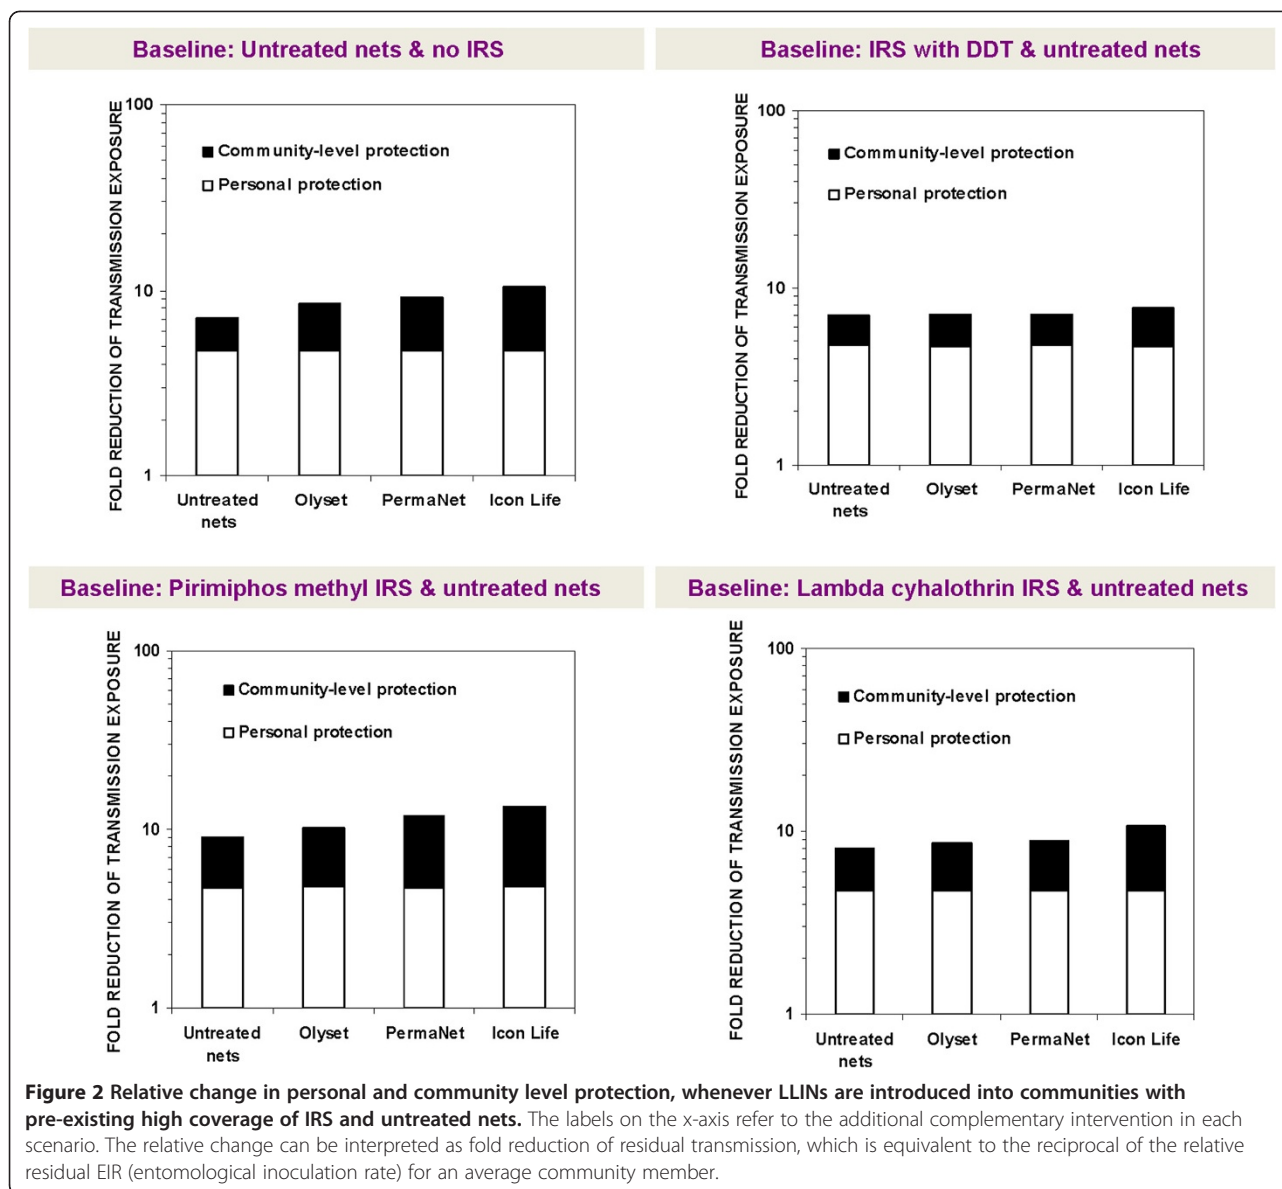 Baseline: Untreated nets & no IRS
FOLD REDUCTION OF TRANSMISSION EXPOSURE
100
10
1
Community-level protection
Personal protection
Untreated nets
Olyset
PermaNet
Icon Life
Baseline: IRS with DDT & untreated nets
FOLD REDUCTION OF TRANSMISSION EXPOSURE
100
10
1
Community-level protection
Personal protection
Untreated nets
Olyset
PermaNet
Icon Life
Baseline: Pirimiphos methyl IRS & untreated nets
FOLD REDUCTION OF TRANSMISSION EXPOSURE
100
10
1
Community-level protection
Personal protection
Untreated nets
Olyset
PermaNet
Icon Life
Baseline: Lambda cyhalothrin IRS & untreated nets
FOLD REDUCTION OF TRANSMISSION EXPOSURE
100
10
1
Community-level protection
Personal protection
Untreated nets
Olyset
PermaNet
Icon Life
Figure 2 Relative change in personal and community level protection, whenever LLINs are introduced into communities with
pre-existing high coverage of IRS and untreated nets. The labels on the x-axis refer to the additional complementary intervention in each
scenario. The relative change can be interpreted as fold reduction of residual transmission, which is equivalent to the reciprocal of the relative
residual EIR (entomological inoculation rate) for an average community member.